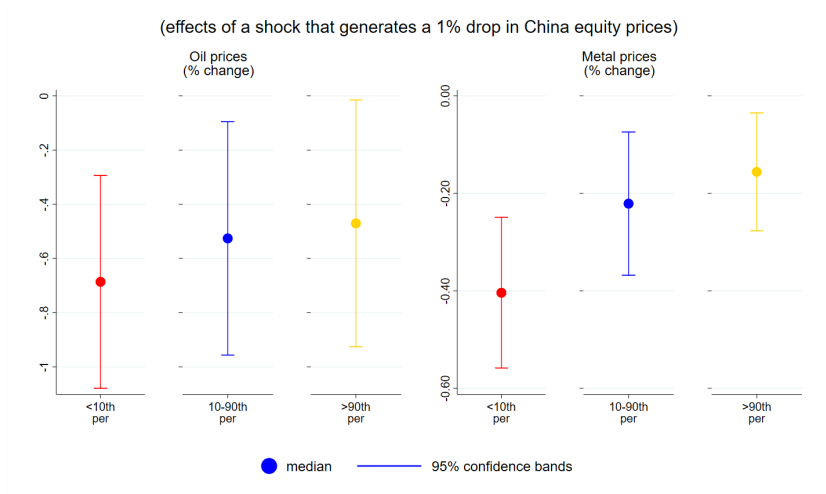 (effects of a shock that generates a 1% drop in China equity prices)
Oil prices
(% change)
Metal prices
(% change)
0
-.2
-.4
-.6
-.8
-1
0.00
-0.20
-0.40
-0.60
<10th
per
10-90th
per
>90th
per
<10th
per
10-90th
per
>90th
per
median
95% confidence bands